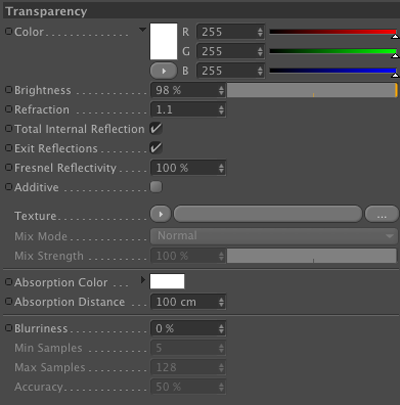 Transparency
Color . . . . . . . . . . . . . . R 255
G 255
B 255
Brightness . . . . . . . . . . 98 %
Refraction . . . . . . . . . . 1.1
Total Internal Reflection ✓
Exit Reflections . . . . . . . ✓
Fresnel Reflectivity . . . . 100 %
Additive . . . . . . . . . . . .
Texture . . . . . . . . . . . . ...
Mix Mode . . . . . . . . . . . Normal
Mix Strength . . . . . . . . . 100 %
Absorption Color . . .
Absorption Distance . . . 100 cm
Blurriness . . . . . . . . . . . 0 %
Min Samples . . . . . . . . . 5
Max Samples . . . . . . . . . 128
Accuracy . . . . . . . . . . . . 50 %